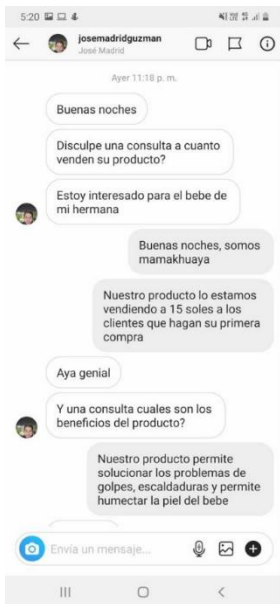 5:20
josemadridguzman
José Madrid
Ayer 11:18 p. m.
Buenas noches
Disculpe una consulta a cuanto
venden su producto?
Estoy interesado para el bebe de
mi hermana
Buenas noches, somos
mamakhuaya
Nuestro producto lo estamos
vendiendo a 15 soles a los
clientes que hagan su primera
compra
Aya genial
Y una consulta cuales son los
beneficios del producto?
Nuestro producto permite
solucionar los problemas de
golpes, escaldaduras y permite
humectar la piel del bebe
Envía un mensaje...